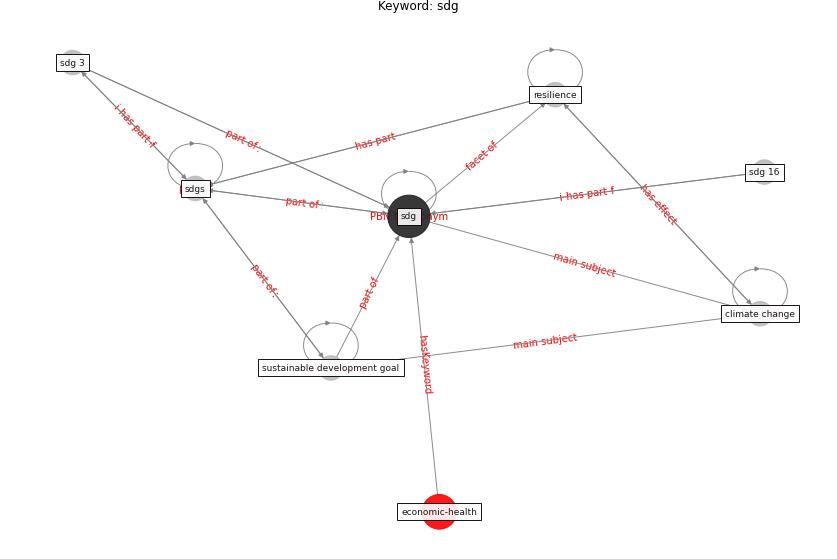 Keyword: sdg
sdg 3
resilience
i-has part f
part of.
has part
facet of
sdg 16
sdgs
i-has part f
part of
sdg
has effect
part of.
main subject
part of
climate change
main subject
sustainable development goal
hasKeyword
economic-health